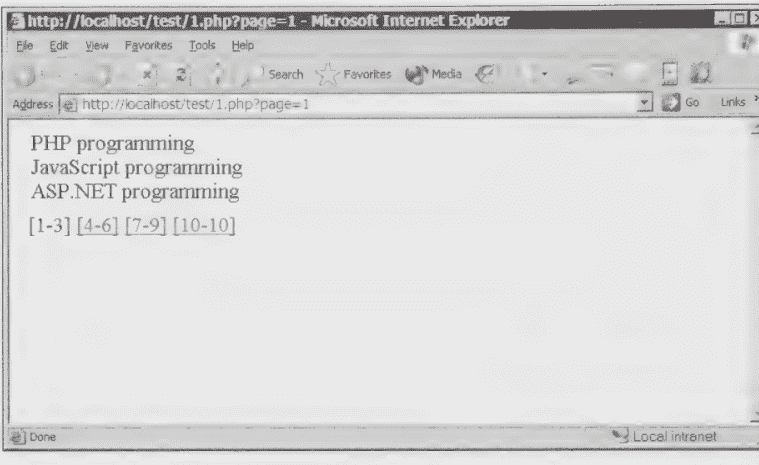 http://localhost/test/1.php?page=1 - Microsoft Internet Explorer
File Edit View Favorites Tools Help
Search Favorites Media
Address http://localhost/test/1.php?page=1 Go Links »
PHP programming
JavaScript programming
ASP.NET programming
[1-3] [4-6] [7-9] [10-10]
Done Local intranet